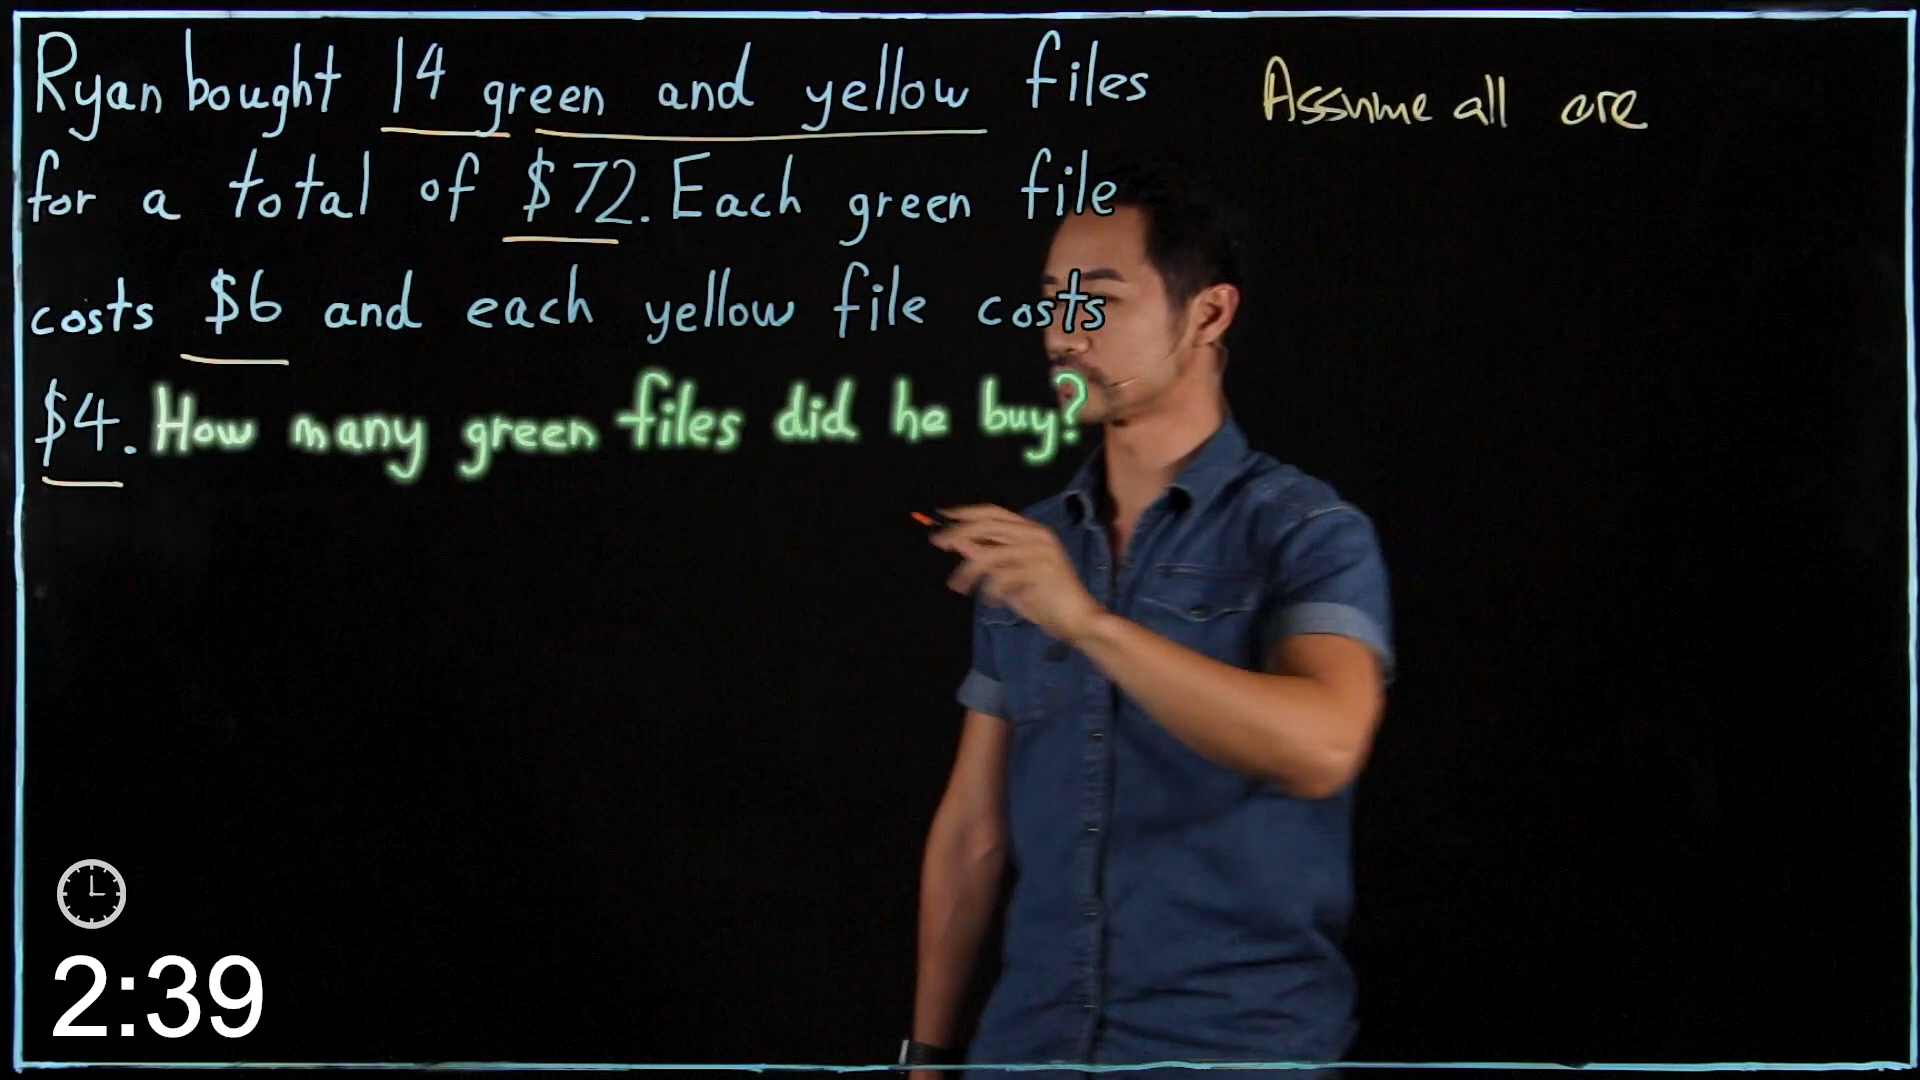 Ryan bought 14 green and yellow files
for a total of $72. Each green file
costs $6 and each yellow file costs
$4. How many green files did he buy?
Assume all are
2:39